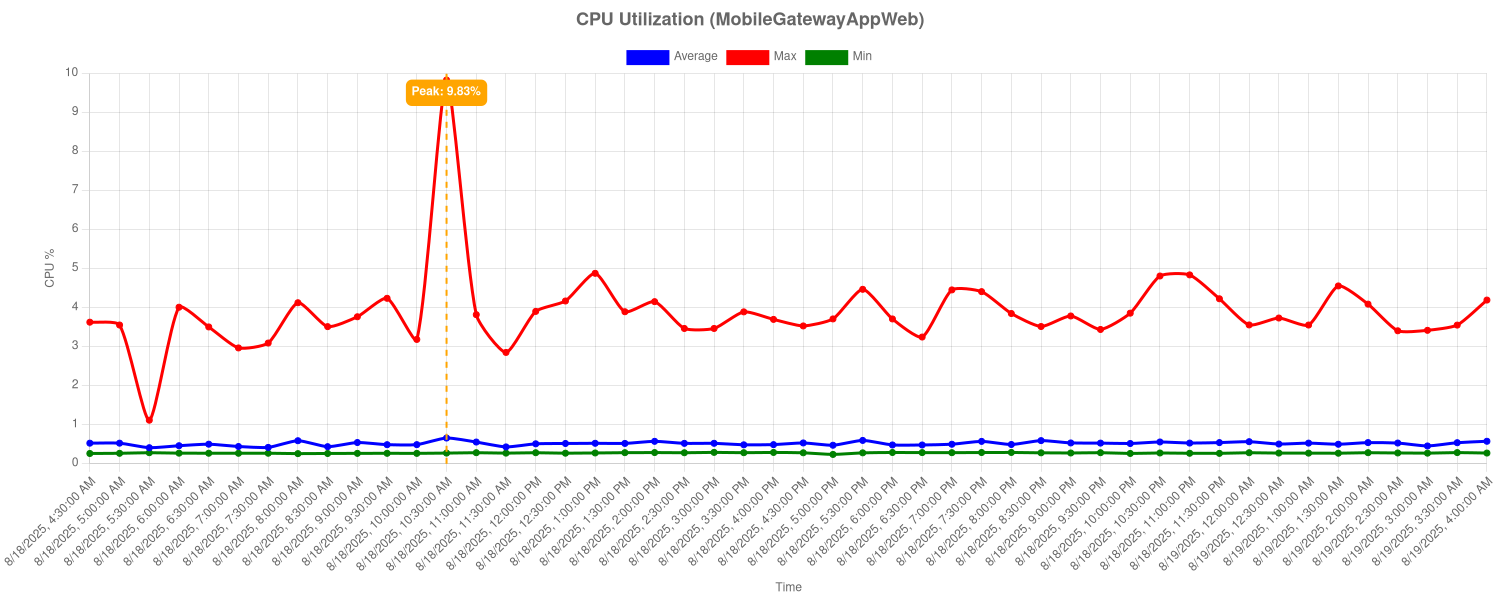 CPU Utilization (MobileGatewayAppWeb)
Average Max Min
Peak: 9.83%
10
9
8
7
6
5
4
3
2
1
0
CPU %
8/18/2025, 4:30:00 AM
8/18/2025, 5:00:00 AM
8/18/2025, 5:30:00 AM
8/18/2025, 6:00:00 AM
8/18/2025, 6:30:00 AM
8/18/2025, 7:00:00 AM
8/18/2025, 7:30:00 AM
8/18/2025, 8:00:00 AM
8/18/2025, 8:30:00 AM
8/18/2025, 9:00:00 AM
8/18/2025, 9:30:00 AM
8/18/2025, 10:00:00 AM
8/18/2025, 10:30:00 AM
8/18/2025, 11:00:00 AM
8/18/2025, 11:30:00 AM
8/18/2025, 12:00:00 PM
8/18/2025, 12:30:00 PM
8/18/2025, 1:00:00 PM
8/18/2025, 1:30:00 PM
8/18/2025, 2:00:00 PM
8/18/2025, 2:30:00 PM
8/18/2025, 3:00:00 PM
8/18/2025, 3:30:00 PM
8/18/2025, 4:00:00 PM
8/18/2025, 4:30:00 PM
8/18/2025, 5:00:00 PM
8/18/2025, 5:30:00 PM
8/18/2025, 6:00:00 PM
8/18/2025, 6:30:00 PM
8/18/2025, 7:00:00 PM
8/18/2025, 7:30:00 PM
8/18/2025, 8:00:00 PM
8/18/2025, 8:30:00 PM
8/18/2025, 9:00:00 PM
8/18/2025, 9:30:00 PM
8/18/2025, 10:00:00 PM
8/18/2025, 10:30:00 PM
8/18/2025, 11:00:00 PM
8/18/2025, 11:30:00 PM
8/19/2025, 12:00:00 AM
8/19/2025, 12:30:00 AM
8/19/2025, 1:00:00 AM
8/19/2025, 1:30:00 AM
8/19/2025, 2:00:00 AM
8/19/2025, 2:30:00 AM
8/19/2025, 3:00:00 AM
8/19/2025, 3:30:00 AM
8/19/2025, 4:00:00 AM
Time